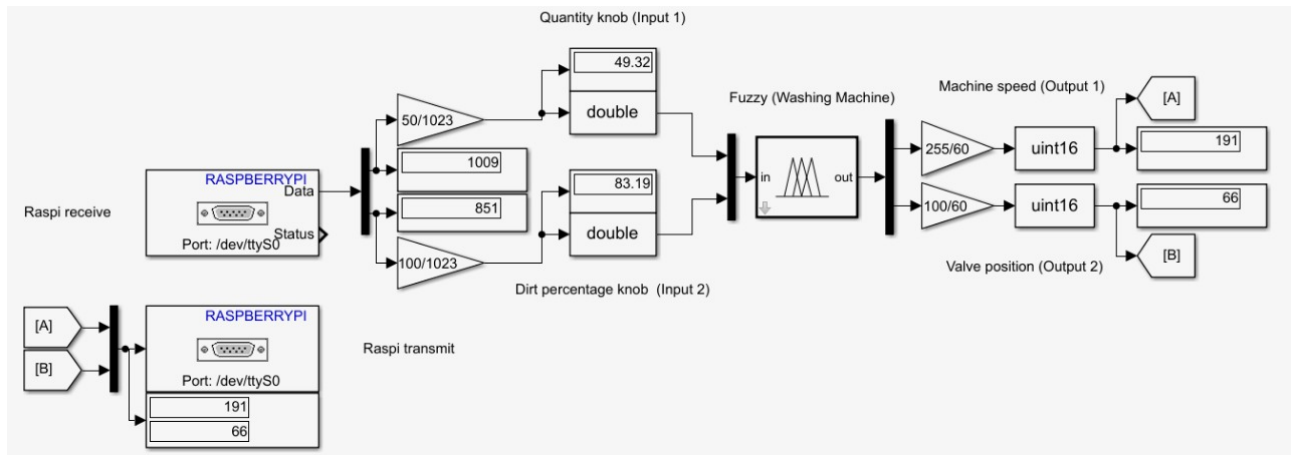 Quantity knob (Input 1)
49.32
double
50/1023
1009
851
100/1023
83.19
double
Dirt percentage knob (Input 2)
Raspi receive
RASPBERRYPI
Data
Status
Port: /dev/ttyS0
Fuzzy (Washing Machine)
in
out
Machine speed (Output 1)
[A]
255/60
uint16
191
100/60
uint16
66
[B]
Valve position (Output 2)
[A]
[B]
RASPBERRYPI
Port: /dev/ttyS0
191
66
Raspi transmit